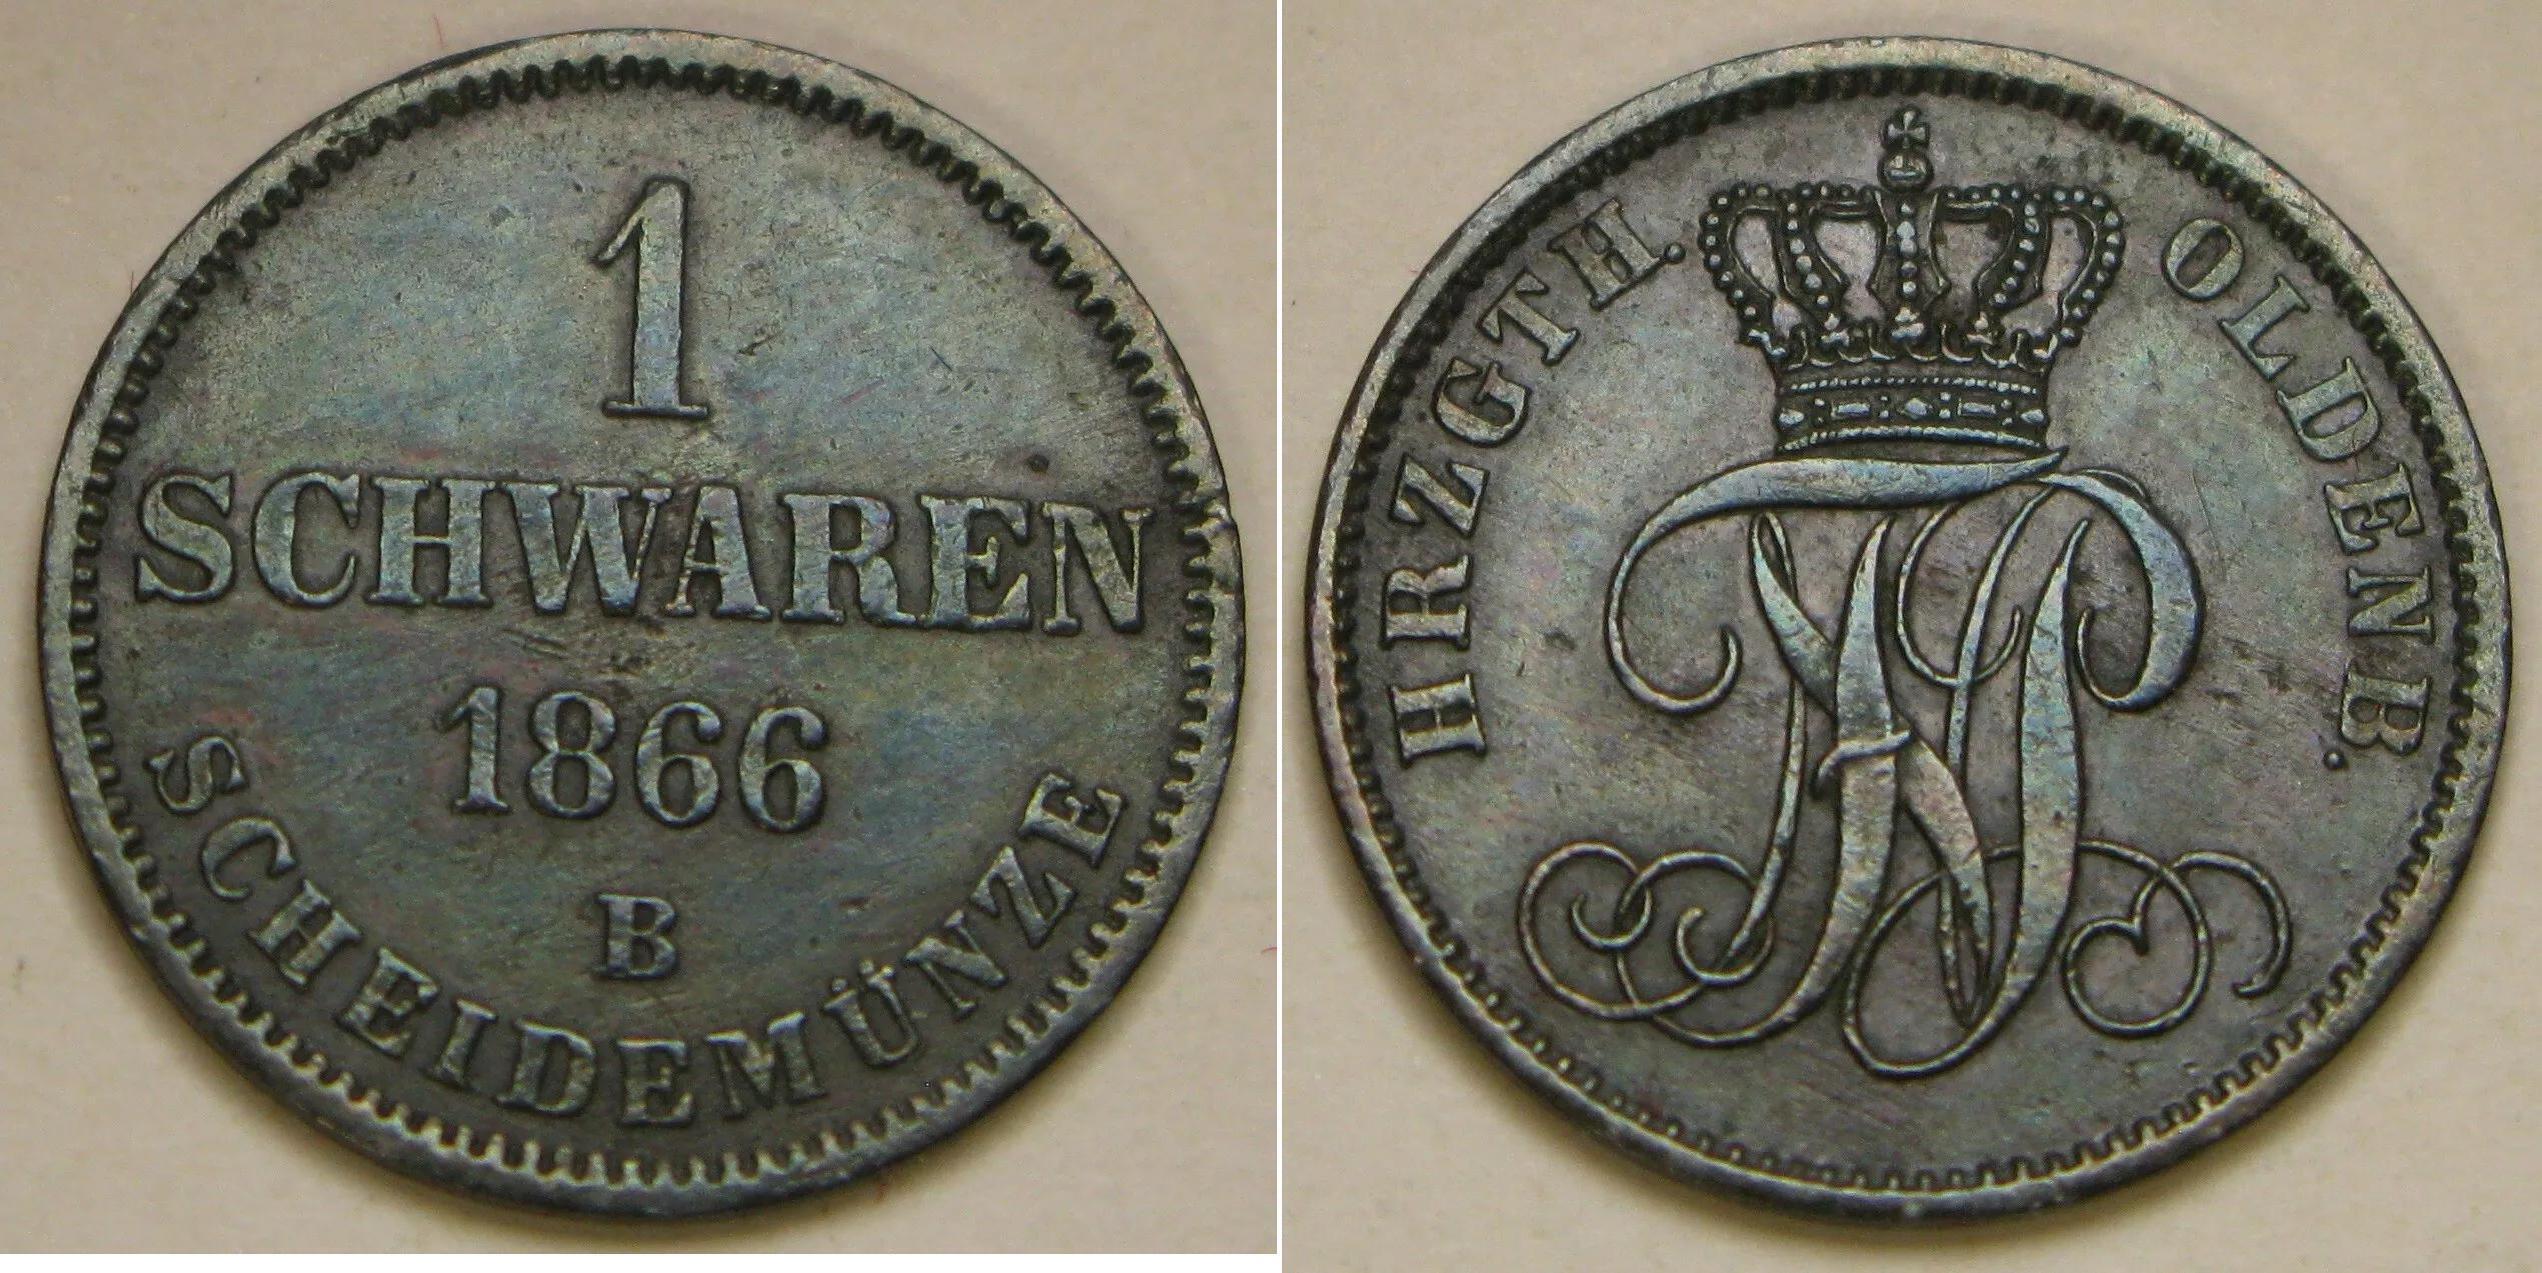 1
SCHWAREN
1866
B
SCHEIDEMÜNZE
HRZGTH. OLDENB.